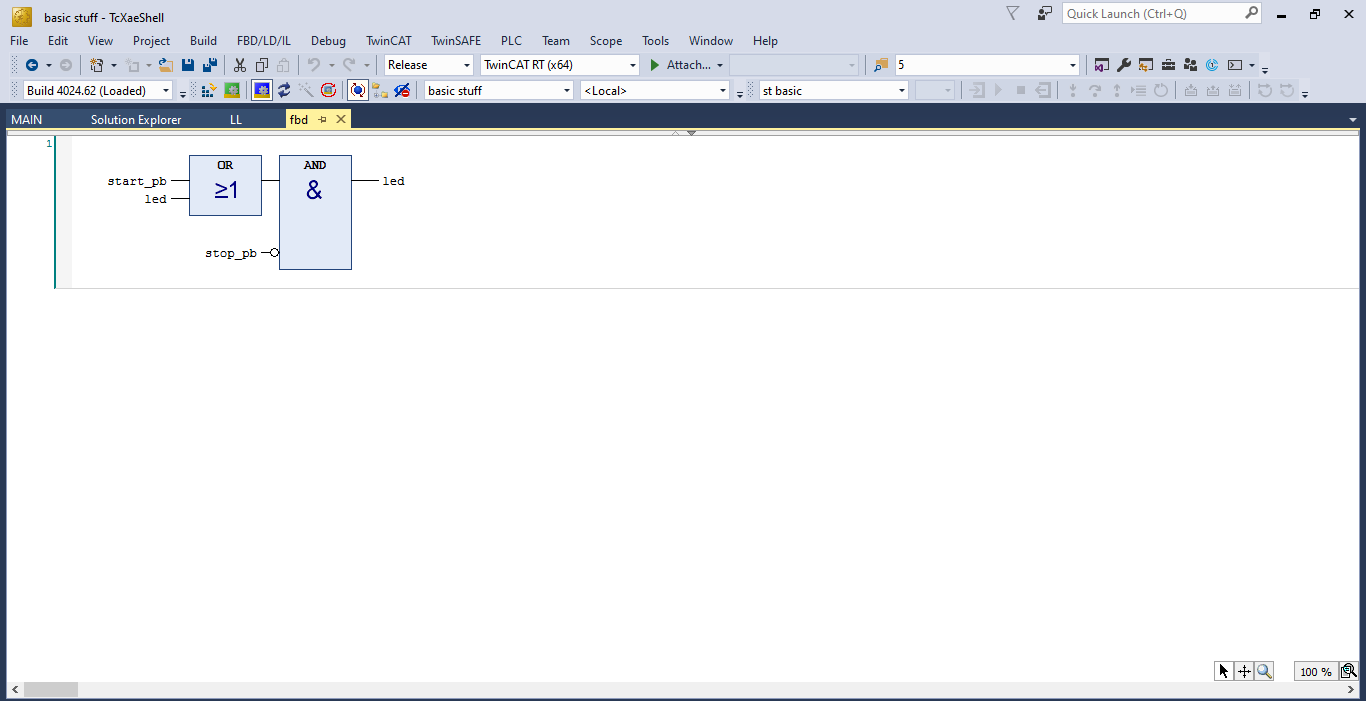 basic stuff - TcXaeShell
Quick Launch (Ctrl+Q)
File Edit View Project Build FBD/LD/IL Debug TwinCAT TwinSAFE PLC Team Scope Tools Window Help
Release TwinCAT RT (x64) Attach... 5
Build 4024.62 (Loaded) basic stuff <Local> st basic
MAIN Solution Explorer LL fbd
1
OR AND
start_pb ≥1 & led
led
stop_pb
100 %